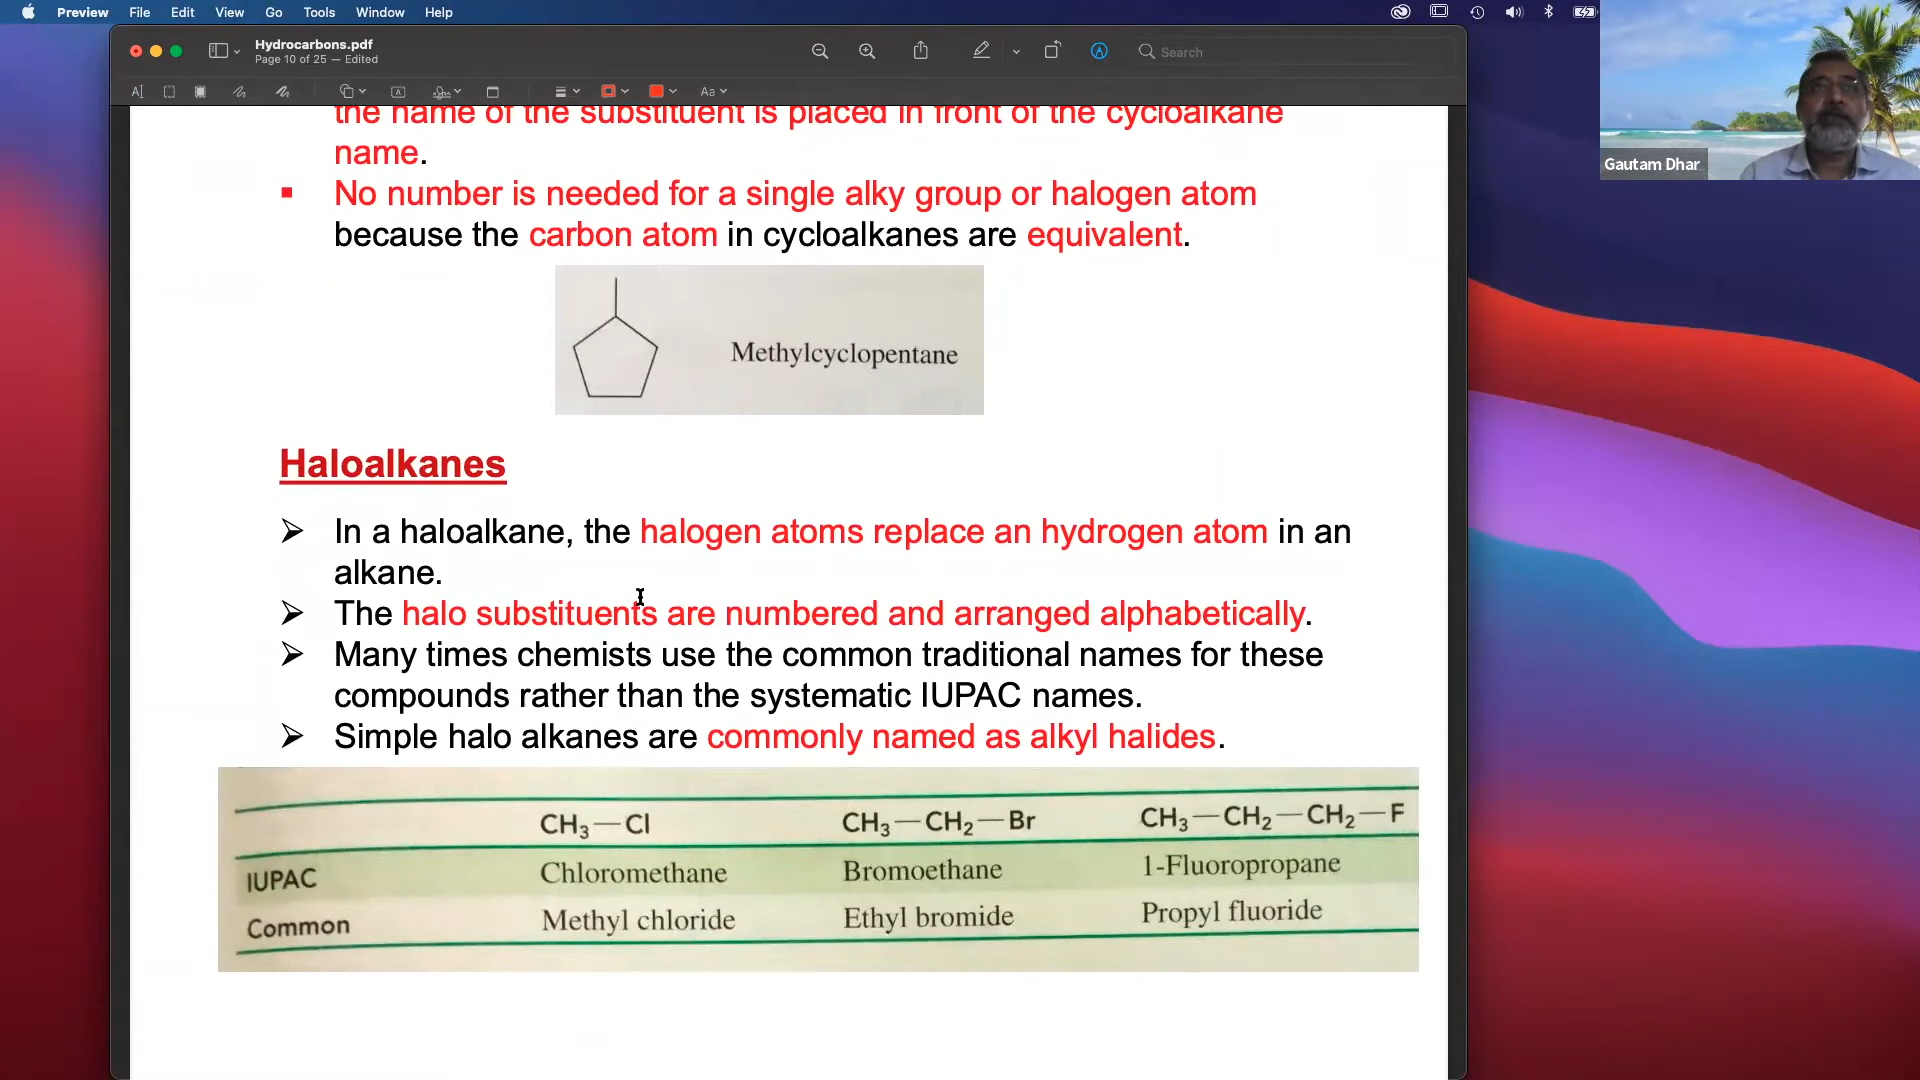 Preview File Edit View Go Tools Window Help
Hydrocarbons.pdf
Page 10 of 25 — Edited
Search
Aa
the name of the substituent is placed in front of the cycloalkane
name.
No number is needed for a single alky group or halogen atom
because the carbon atom in cycloalkanes are equivalent.
Methylcyclopentane
Haloalkanes
In a haloalkane, the halogen atoms replace an hydrogen atom in an
alkane.
The halo substituents are numbered and arranged alphabetically.
Many times chemists use the common traditional names for these
compounds rather than the systematic IUPAC names.
Simple halo alkanes are commonly named as alkyl halides.
CH₃—Cl CH₃—CH₂—Br CH₃—CH₂—CH₂—F
IUPAC Chloromethane Bromoethane 1-Fluoropropane
Common Methyl chloride Ethyl bromide Propyl fluoride
Gautam Dhar